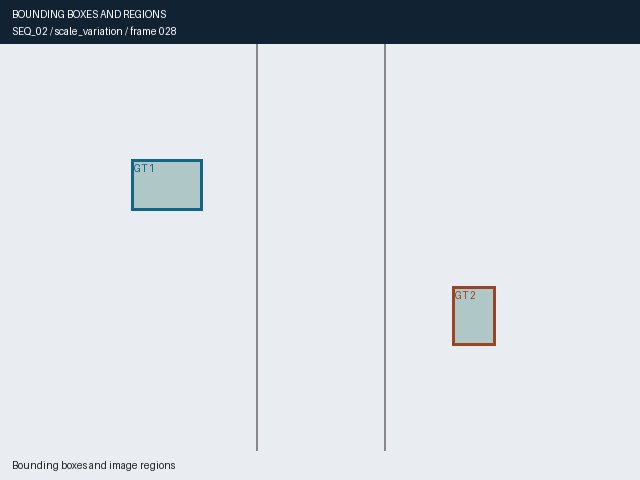 BOUNDING BOXES AND REGIONS
SEQ_02 / scale_variation / frame 028
GT1
GT2
Bounding boxes and image regions